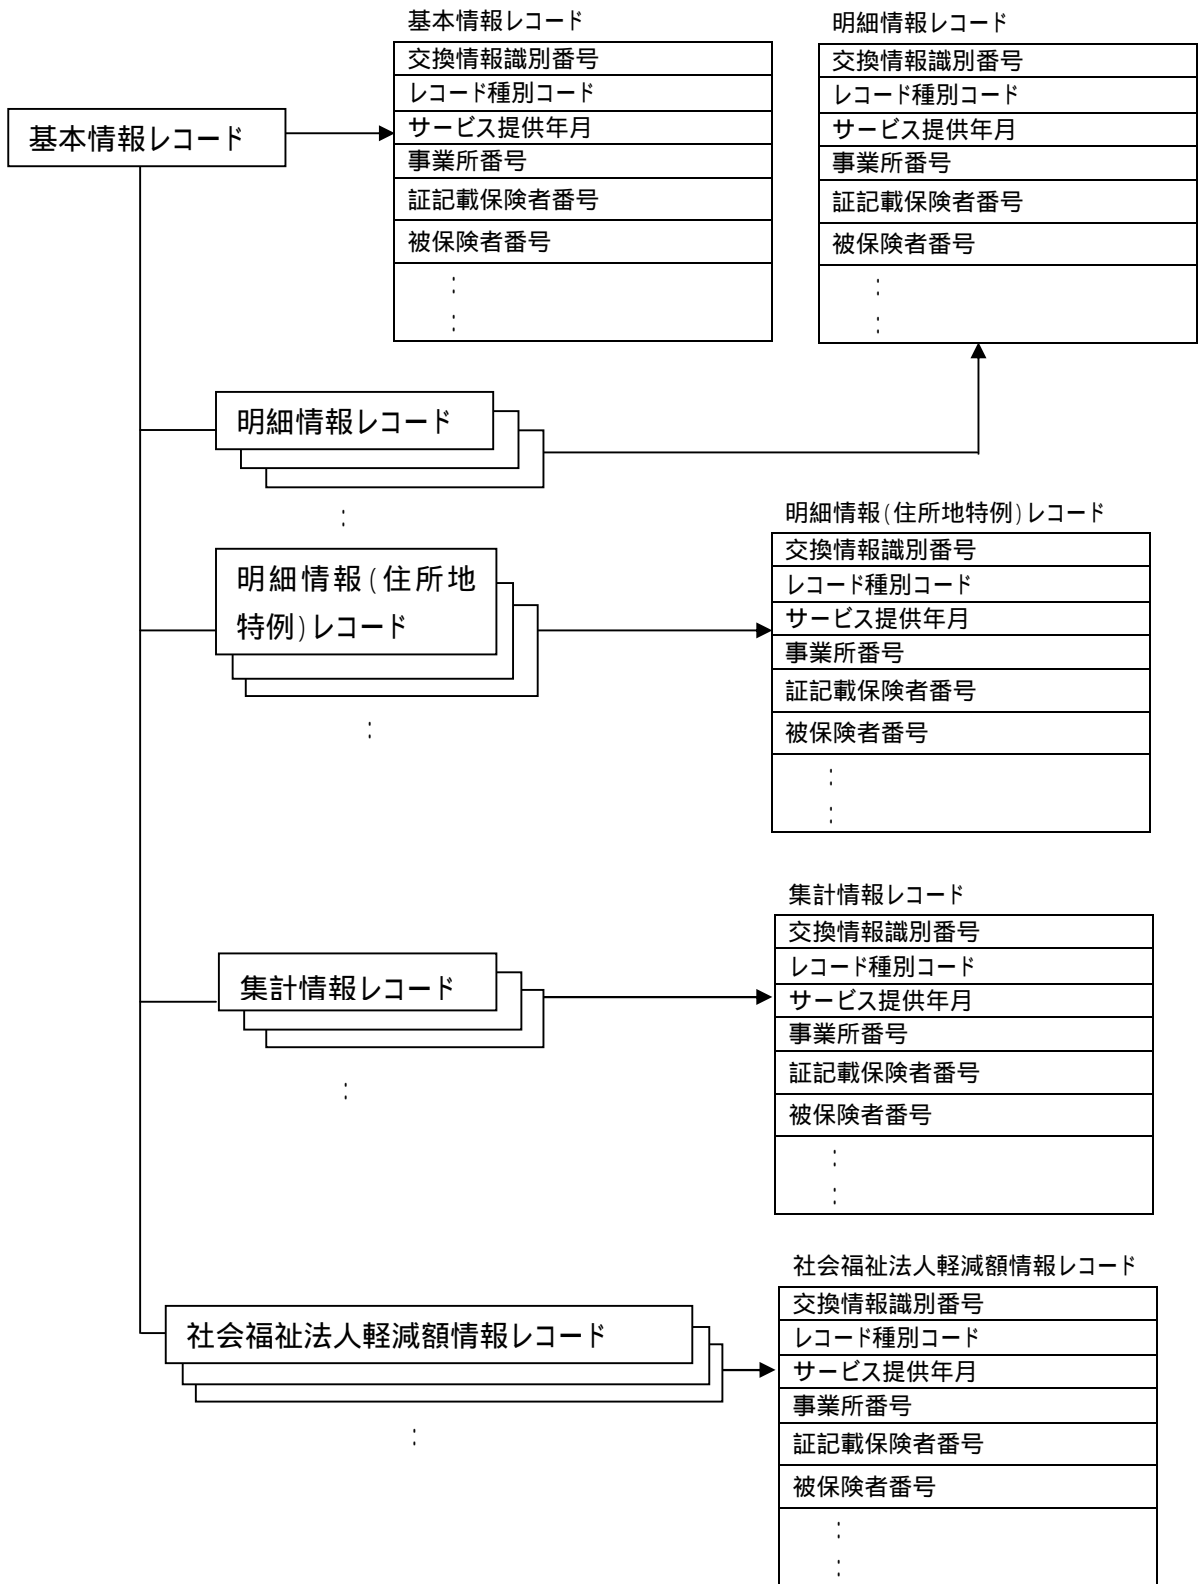 基本情報レコード
基本情報レコード
交換情報識別番号
レコード種別コード
サービス提供年月
事業所番号
証記載保険者番号
被保険者番号
:
:
明細情報レコード
交換情報識別番号
レコード種別コード
サービス提供年月
事業所番号
証記載保険者番号
被保険者番号
:
:
明細情報レコード
:
明細情報(住所地
特例)レコード
:
明細情報(住所地特例)レコード
交換情報識別番号
レコード種別コード
サービス提供年月
事業所番号
証記載保険者番号
被保険者番号
:
:
集計情報レコード
:
集計情報レコード
交換情報識別番号
レコード種別コード
サービス提供年月
事業所番号
証記載保険者番号
被保険者番号
:
:
社会福祉法人軽減額情報レコード
:
社会福祉法人軽減額情報レコード
交換情報識別番号
レコード種別コード
サービス提供年月
事業所番号
証記載保険者番号
被保険者番号
:
: